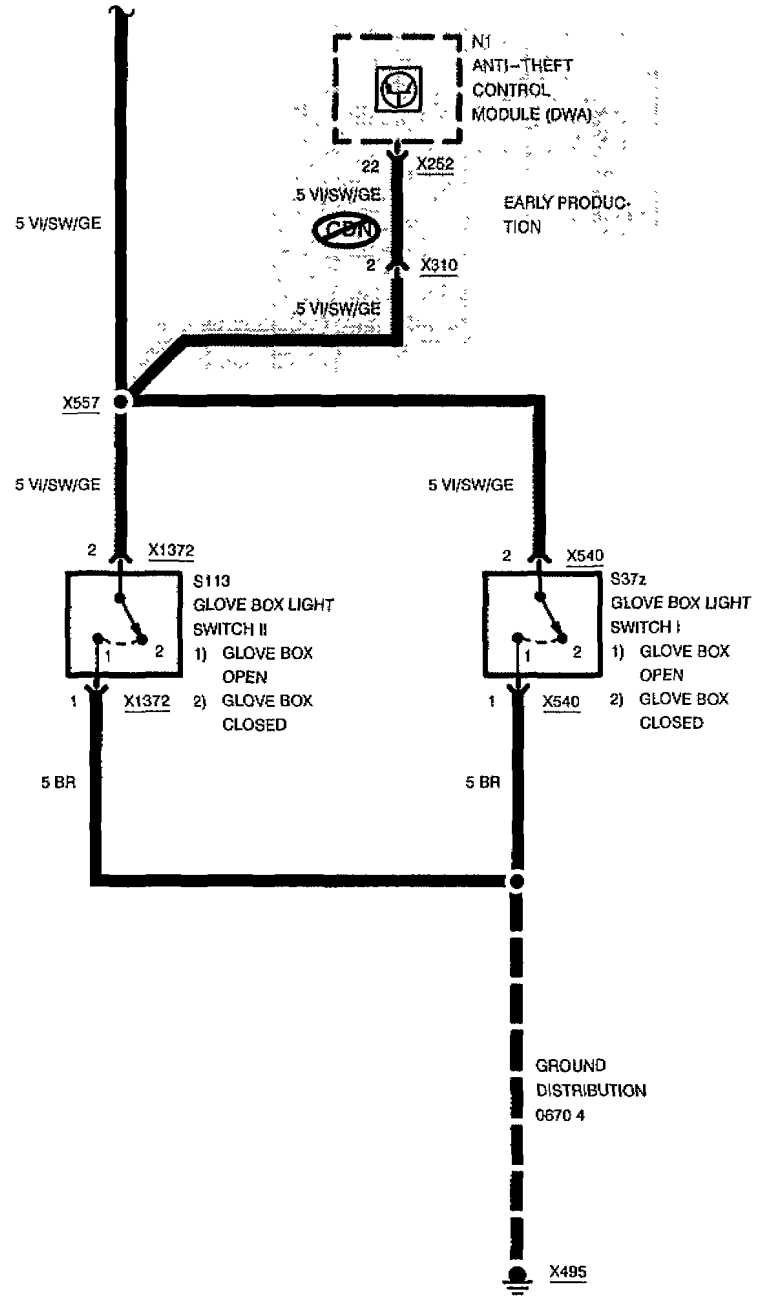 N1
ANTI-THEFT
CONTROL
MODULE (DWA)
22 X252
.5 VI/SW/GE
EARLY PRODUC-
TION
5 VI/SW/GE
CDN
2 X310
.5 VI/SW/GE
X557
5 VI/SW/GE
5 VI/SW/GE
2 X1372
S113
GLOVE BOX LIGHT
SWITCH II
1) GLOVE BOX
OPEN
2) GLOVE BOX
CLOSED
1 2
1 X1372
2 X540
S37z
GLOVE BOX LIGHT
SWITCH I
1) GLOVE BOX
OPEN
2) GLOVE BOX
CLOSED
1 2
1 X540
5 BR
5 BR
GROUND
DISTRIBUTION
0670 4
X495